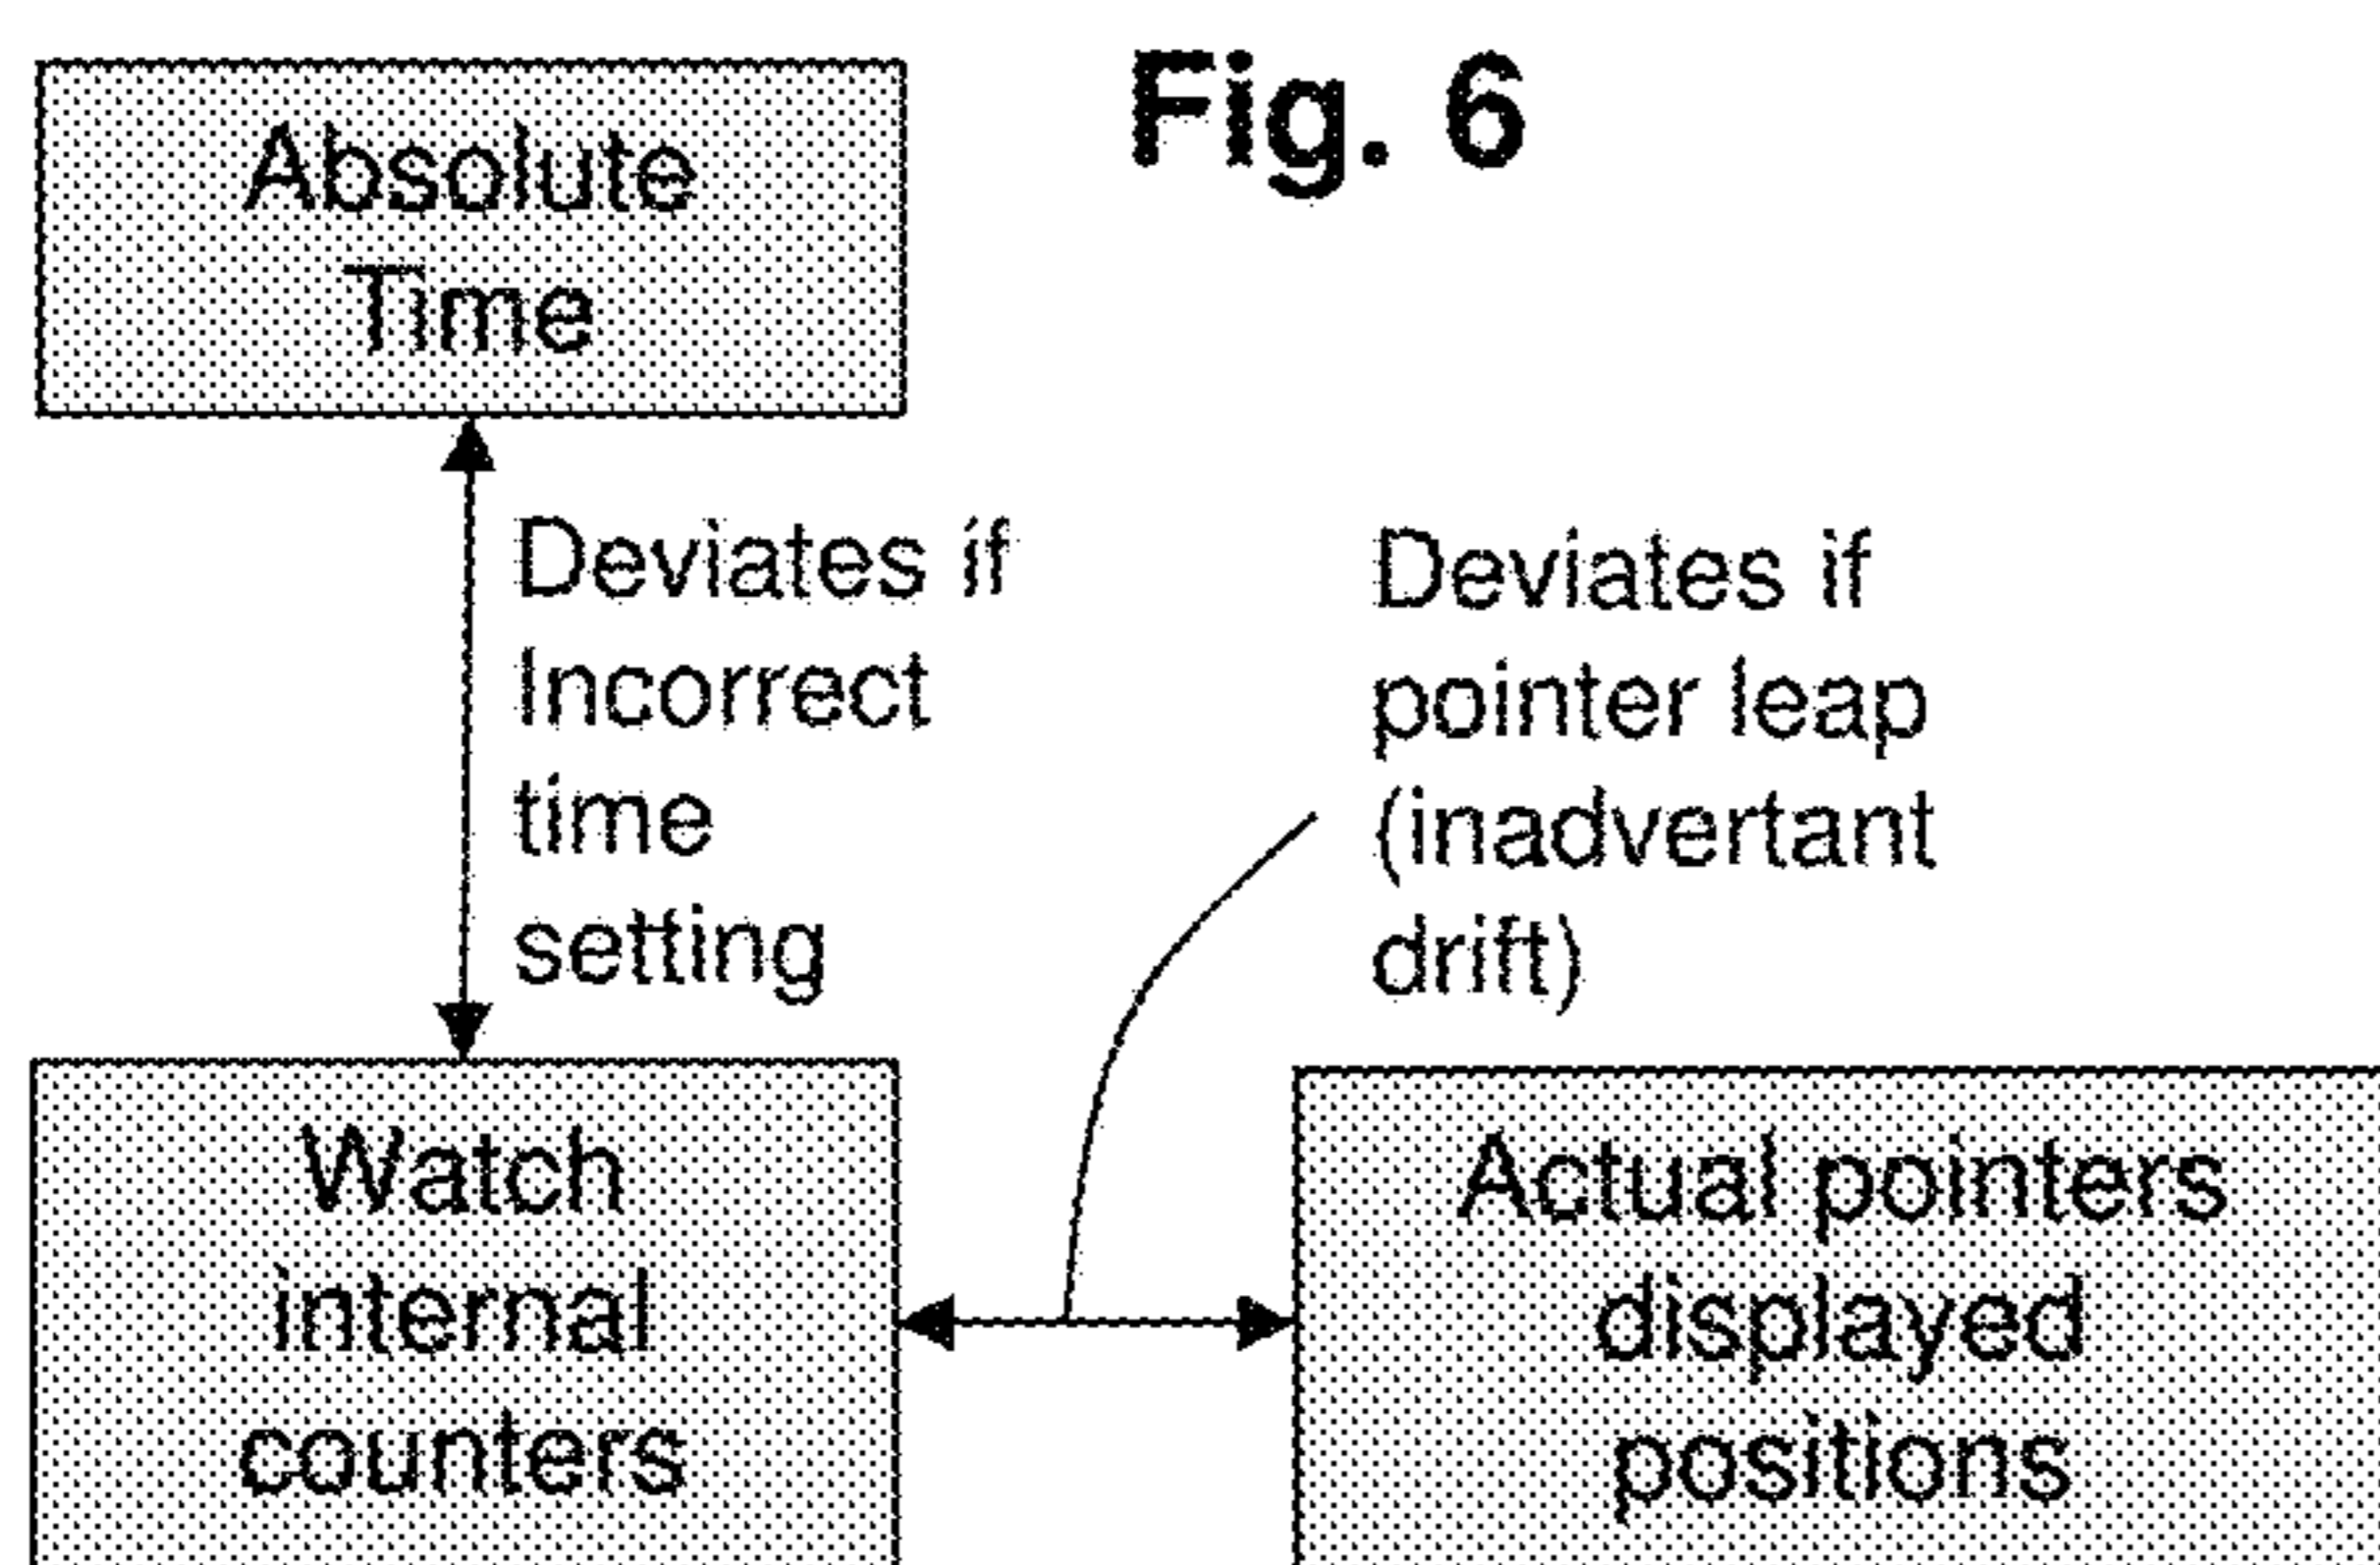 Fig. 6
Absolute
Time
Deviates if
Incorrect
time
setting
Deviates if
pointer leap
(inadvertant
drift)
Watch
internal
counters
Actual pointers
displayed
positions